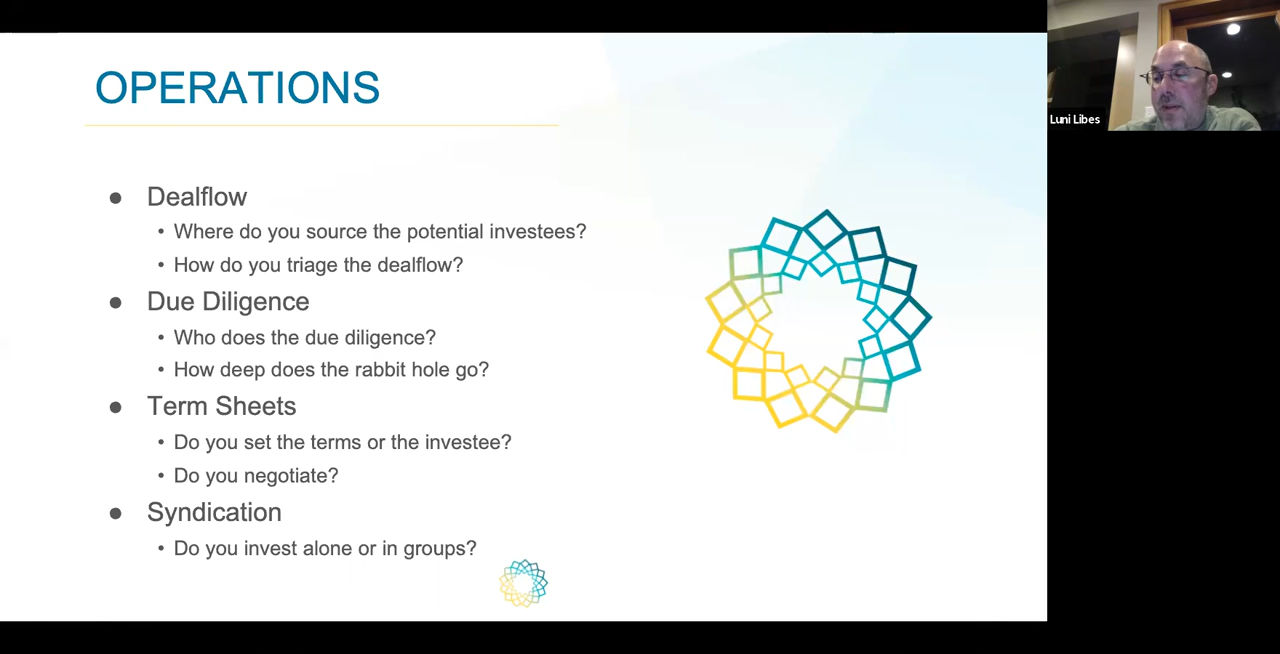 OPERATIONS
● Dealflow
• Where do you source the potential investees?
• How do you triage the dealflow?
● Due Diligence
• Who does the due diligence?
• How deep does the rabbit hole go?
● Term Sheets
• Do you set the terms or the investee?
• Do you negotiate?
● Syndication
• Do you invest alone or in groups?
Luni Libes